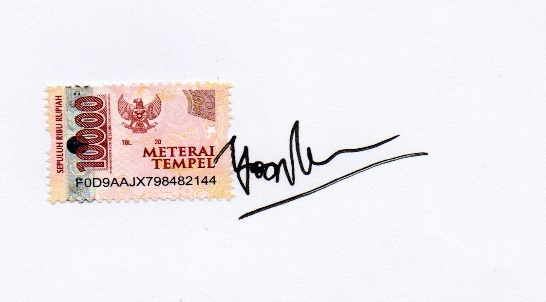 SEPULUH RIBU RUPIAH
10000
TGL. 20
METERAI
TEMPEL
F0D9AAJX798482144